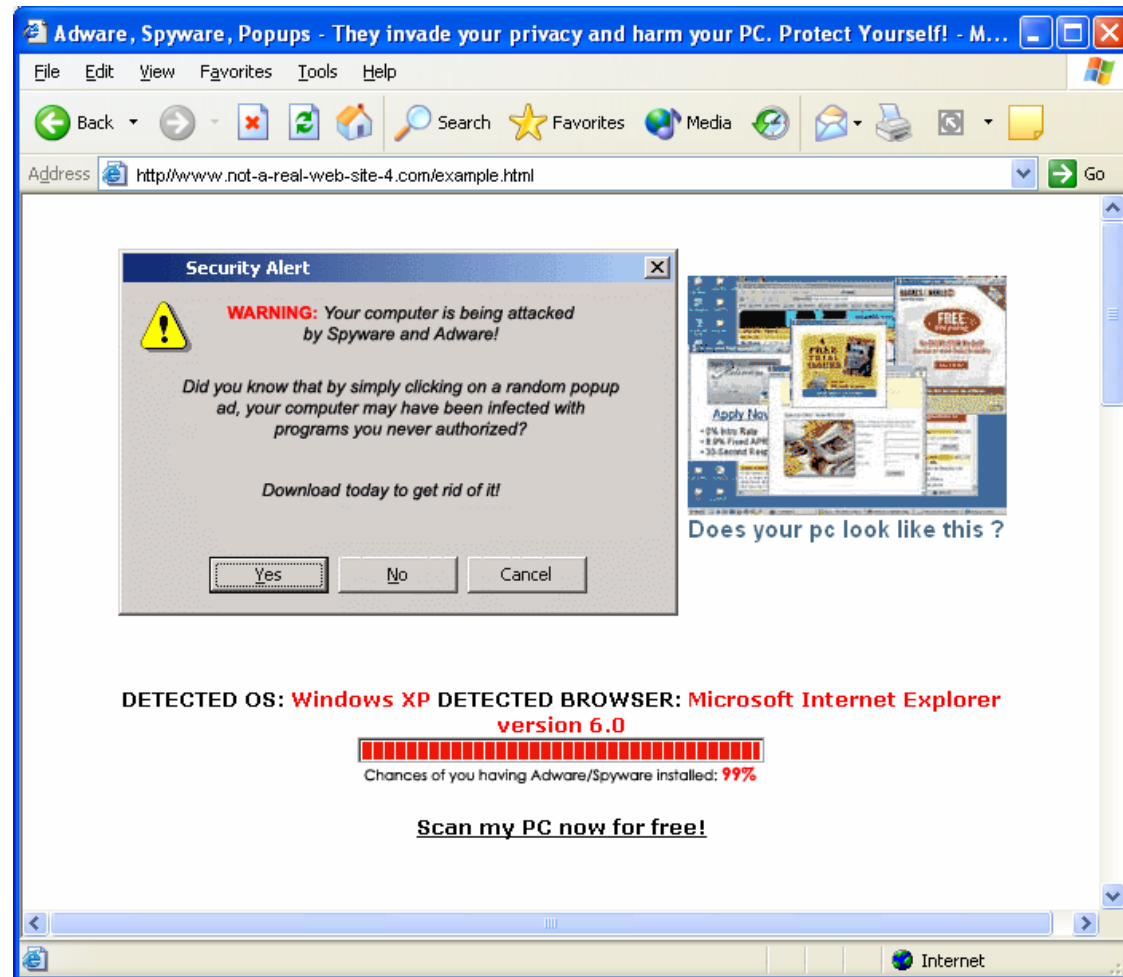 Adware, Spyware, Popups - They invade your privacy and harm your PC. Protect Yourself! - M...
File Edit View Favorites Tools Help
Back Search Favorites Media
Address http//www.not-a-real-web-site-4.com/example.html Go
Security Alert
WARNING: Your computer is being attacked
by Spyware and Adware!
Did you know that by simply clicking on a random popup
ad, your computer may have been infected with
programs you never authorized?
Download today to get rid of it!
Yes No Cancel
FREE
4
FREE
TRIAL
ISSUES
Apply Now
Does your pc look like this ?
DETECTED OS: Windows XP DETECTED BROWSER: Microsoft Internet Explorer
version 6.0
Chances of you having Adware/Spyware installed: 99%
Scan my PC now for free!
Internet